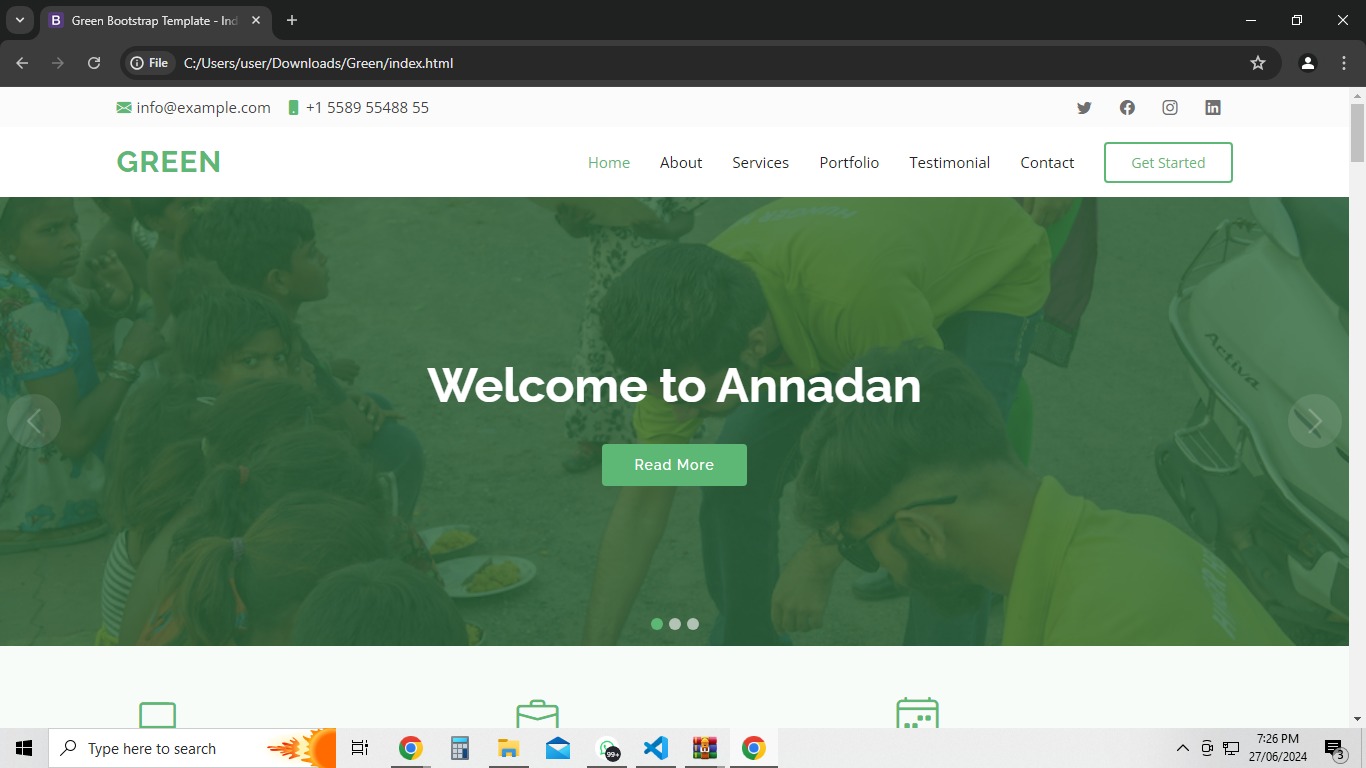 Green Bootstrap Template - Ind
File C:/Users/user/Downloads/Green/index.html
info@example.com +1 5589 55488 55
GREEN
Home About Services Portfolio Testimonial Contact Get Started
HUNGER
Activa
Welcome to Annadan
Read More
Type here to search
99+
7:26 PM
27/06/2024
3